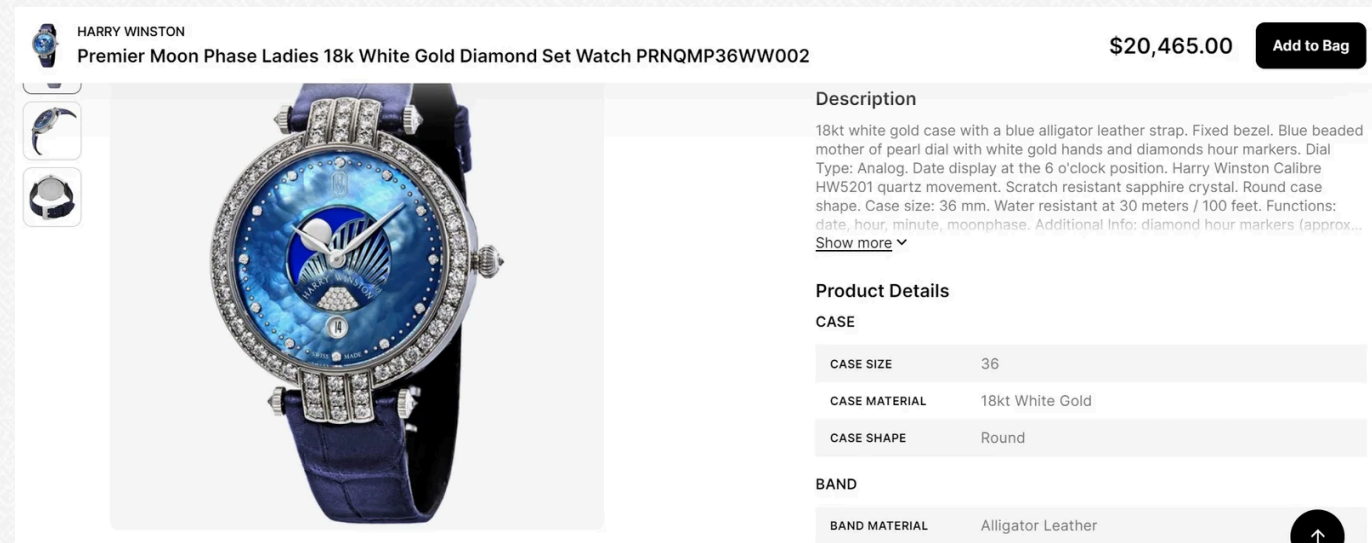 HARRY WINSTON
Premier Moon Phase Ladies 18k White Gold Diamond Set Watch PRNQMP36WW002
$20,465.00
Add to Bag
HARRY WINSTON
14
SWISS MADE
Description
18kt white gold case with a blue alligator leather strap. Fixed bezel. Blue beaded
mother of pearl dial with white gold hands and diamonds hour markers. Dial
Type: Analog. Date display at the 6 o'clock position. Harry Winston Calibre
HW5201 quartz movement. Scratch resistant sapphire crystal. Round case
shape. Case size: 36 mm. Water resistant at 30 meters / 100 feet. Functions:
date, hour, minute, moonphase. Additional Info: diamond hour markers (approx...
Show more
Product Details
CASE
CASE SIZE 36
CASE MATERIAL 18kt White Gold
CASE SHAPE Round
BAND
BAND MATERIAL Alligator Leather